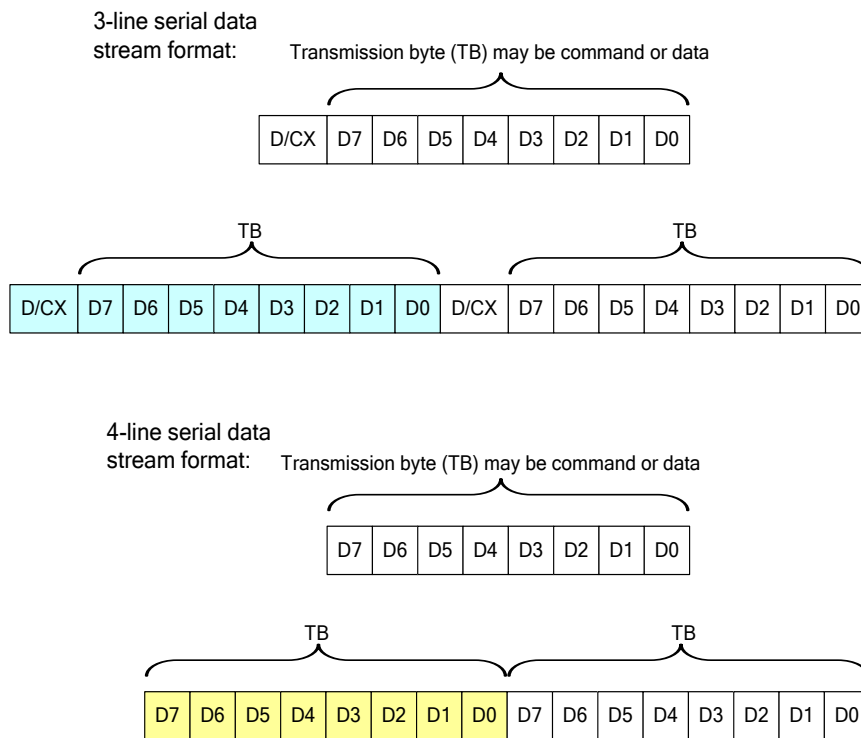 3-line serial data
stream format:
Transmission byte (TB) may be command or data
D/CX D7 D6 D5 D4 D3 D2 D1 D0
TB TB
D/CX D7 D6 D5 D4 D3 D2 D1 D0 D/CX D7 D6 D5 D4 D3 D2 D1 D0
4-line serial data
stream format:
Transmission byte (TB) may be command or data
D7 D6 D5 D4 D3 D2 D1 D0
TB TB
D7 D6 D5 D4 D3 D2 D1 D0 D7 D6 D5 D4 D3 D2 D1 D0